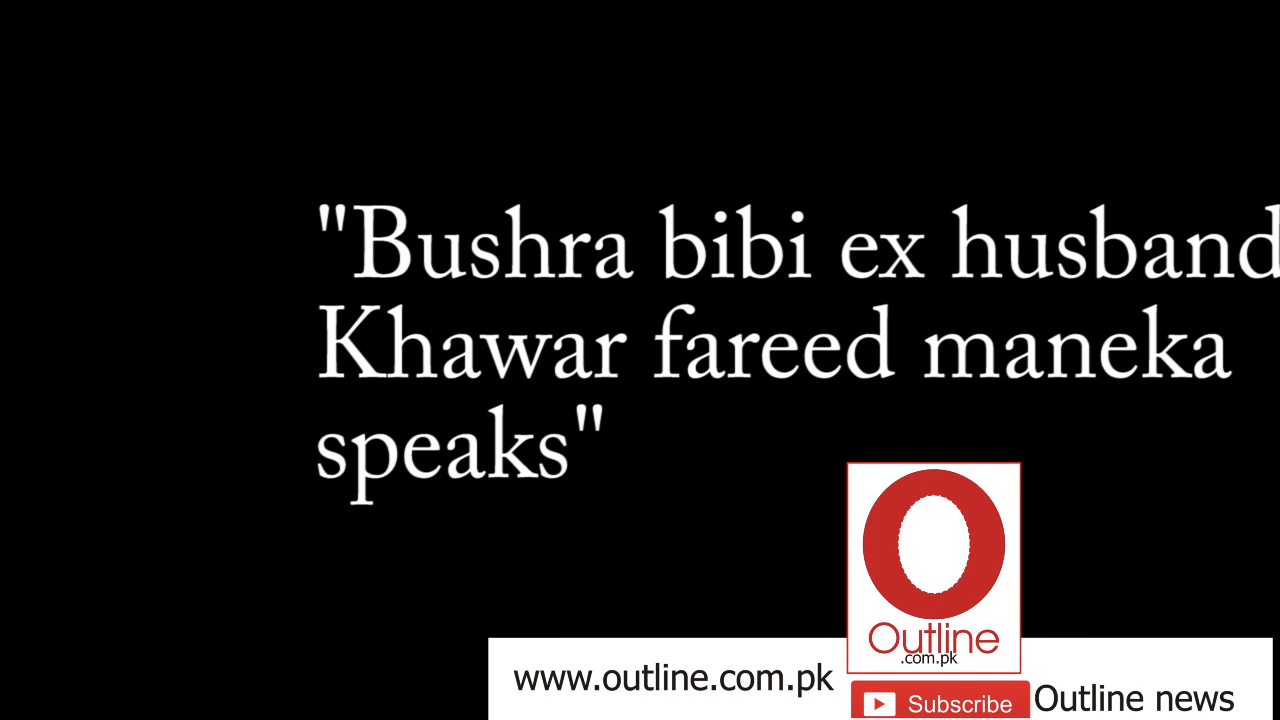 "Bushra bibi ex husband
Khawar fareed maneka
speaks"
Outline
.com.pk
www.outline.com.pk
Subscribe
Outline news